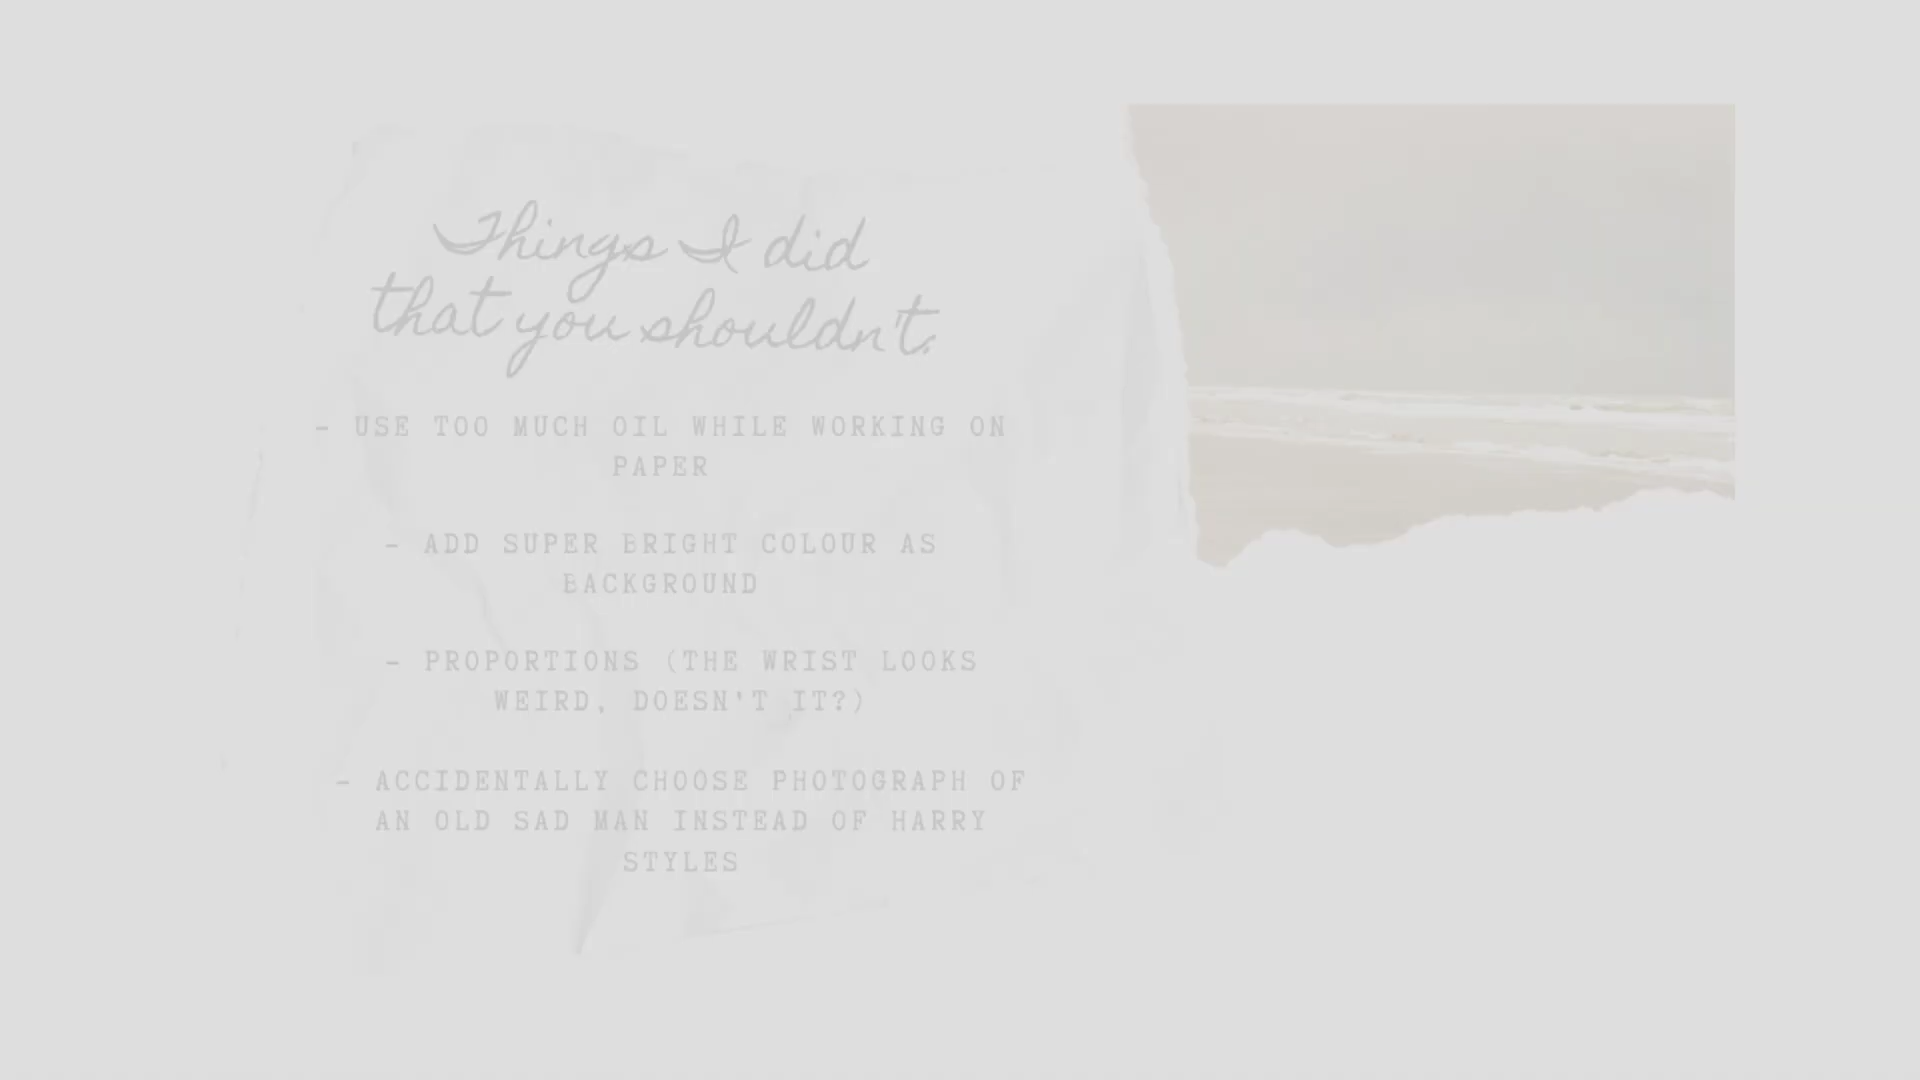 Things I did
that you shouldn't.
- USE TOO MUCH OIL WHILE WORKING ON
PAPER
- ADD SUPER BRIGHT COLOUR AS
BACKGROUND
- PROPORTIONS (THE WRIST LOOKS
WEIRD, DOESN'T IT?)
- ACCIDENTALLY CHOOSE PHOTOGRAPH OF
AN OLD SAD MAN INSTEAD OF HARRY
STYLES